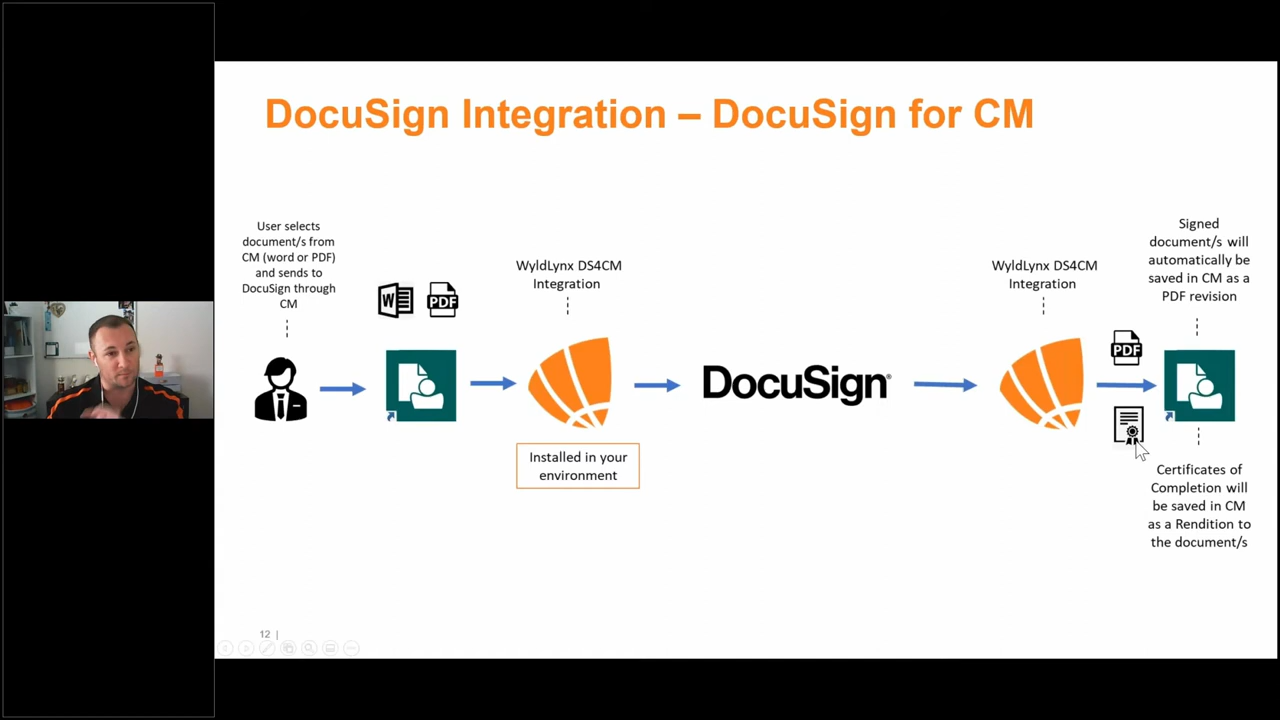 DocuSign Integration – DocuSign for CM
User selects
document/s from
CM (word or PDF)
and sends to
DocuSign through
CM
W
PDF
WyldLynx DS4CM
Integration
Installed in your
environment
DocuSign®
WyldLynx DS4CM
Integration
PDF
Signed
document/s will
automatically be
saved in CM as a
PDF revision
Certificates of
Completion will
be saved in CM
as a Rendition to
the document/s
12 |